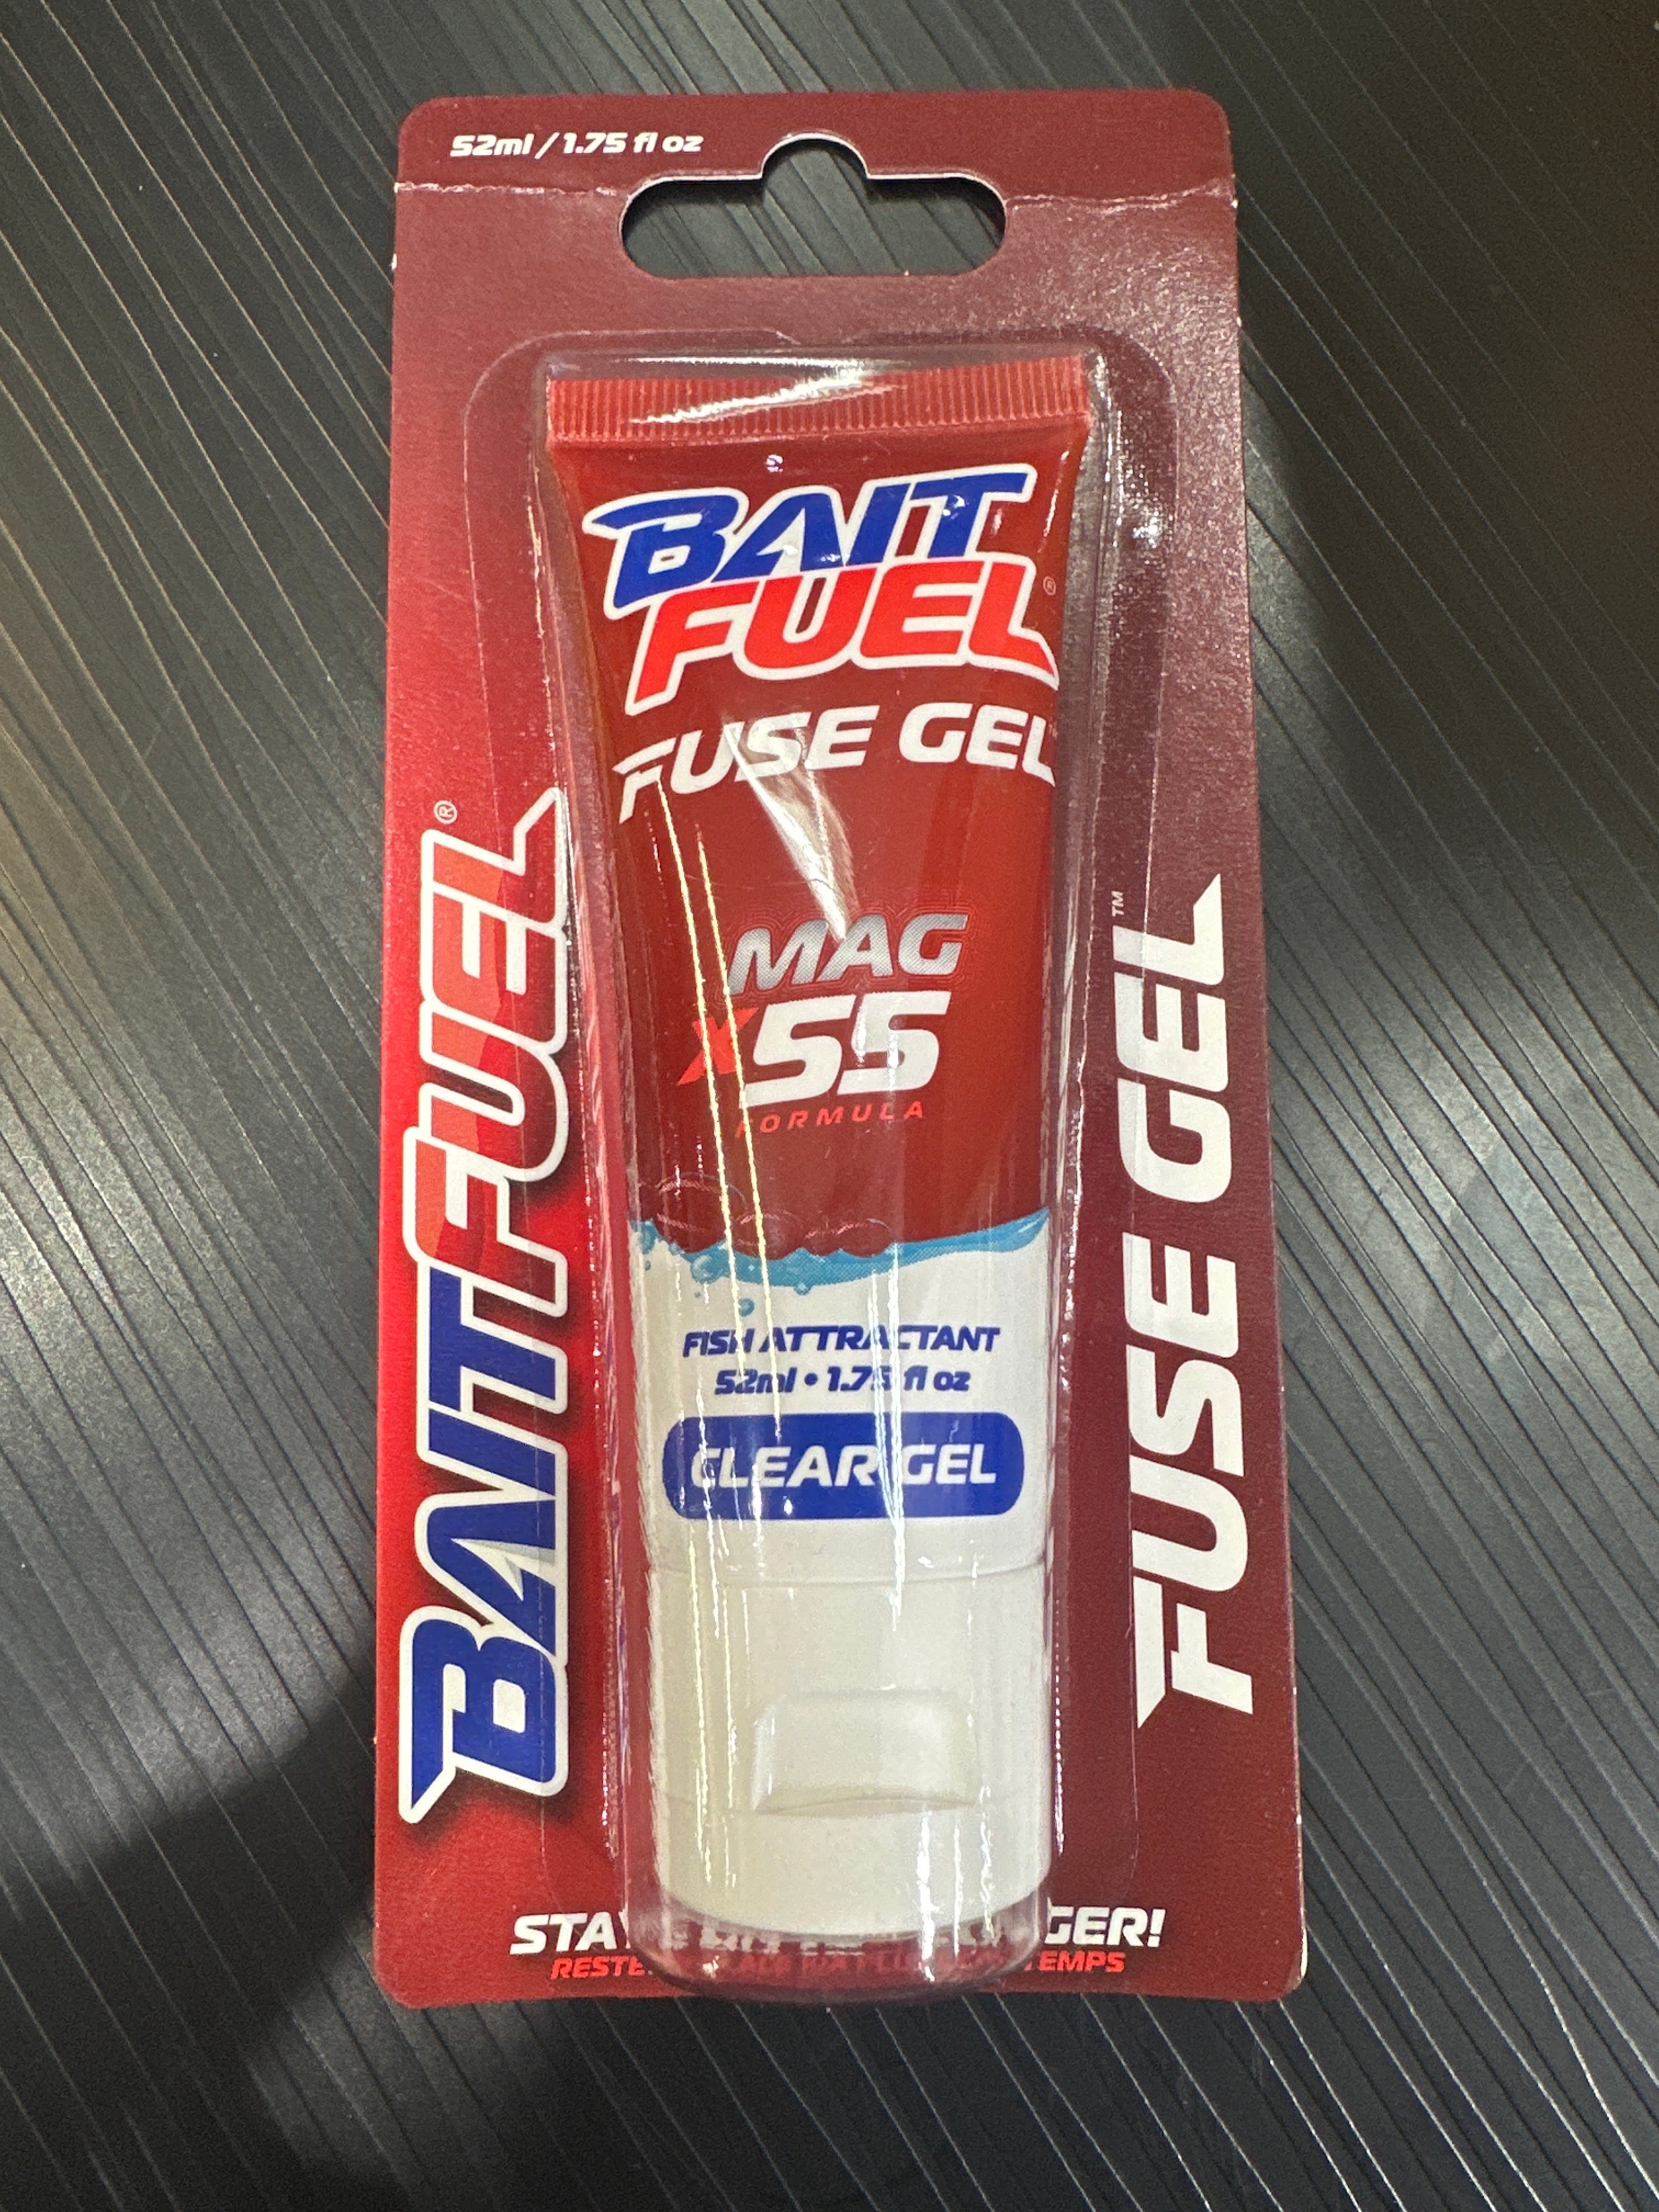 52ml / 1.75 fl oz
BAIT
FUEL®
FUSE GEL
MAG
x55
FORMULA
FISH ATTRACTANT
52ml • 1.75 fl oz
CLEAR GEL
BAITFUEL®
FUSE GEL™